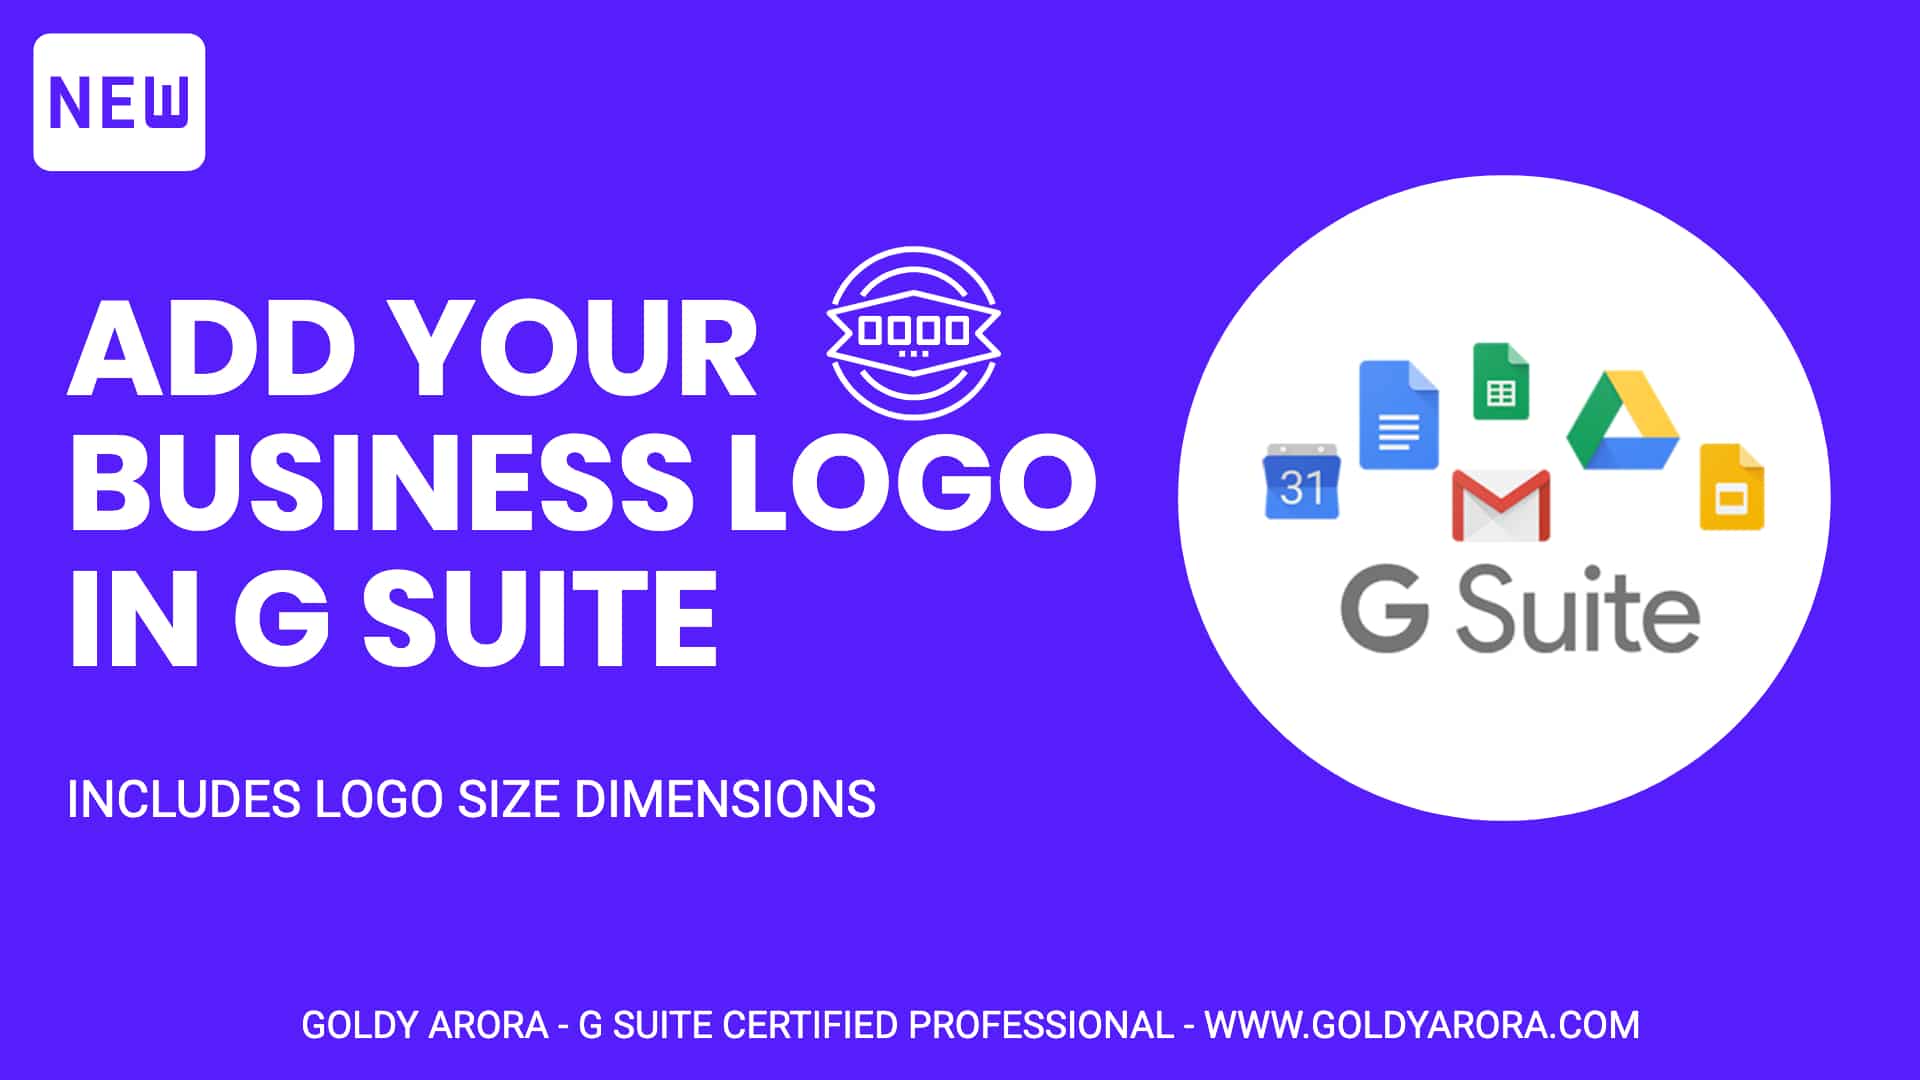 NEW
ADD YOUR
BUSINESS LOGO
IN G SUITE
INCLUDES LOGO SIZE DIMENSIONS
31
G Suite
GOLDY ARORA - G SUITE CERTIFIED PROFESSIONAL - WWW.GOLDYARORA.COM